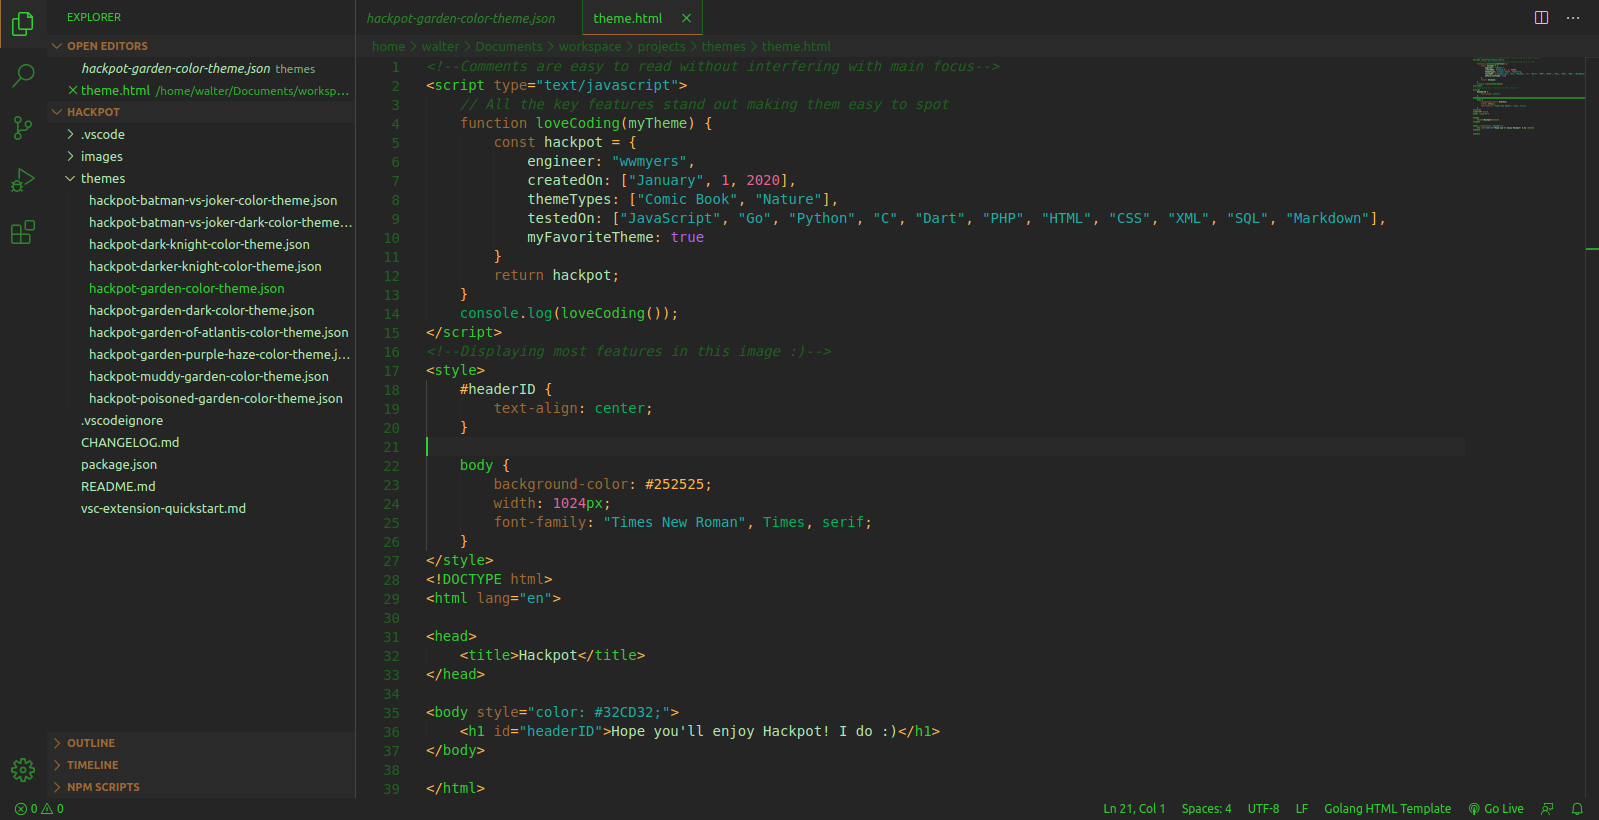 EXPLORER
OPEN EDITORS
hackpot-garden-color-theme.json themes
theme.html /home/walter/Documents/worksp...
HACKPOT
.vscode
images
themes
hackpot-batman-vs-joker-color-theme.json
hackpot-batman-vs-joker-dark-color-theme...
hackpot-dark-knight-color-theme.json
hackpot-darker-knight-color-theme.json
hackpot-garden-color-theme.json
hackpot-garden-dark-color-theme.json
hackpot-garden-of-atlantis-color-theme.json
hackpot-garden-purple-haze-color-theme.j...
hackpot-muddy-garden-color-theme.json
hackpot-poisoned-garden-color-theme.json
.vscodeignore
CHANGELOG.md
package.json
README.md
vsc-extension-quickstart.md
OUTLINE
TIMELINE
NPM SCRIPTS
hackpot-garden-color-theme.json theme.html
home > walter > Documents > workspace > projects > themes > theme.html
1 <!--Comments are easy to read without interfering with main focus-->
2 <script type="text/javascript">
3     // All the key features stand out making them easy to spot
4     function loveCoding(myTheme) {
5         const hackpot = {
6             engineer: "wwmyers",
7             createdOn: ["January", 1, 2020],
8             themeTypes: ["Comic Book", "Nature"],
9             testedOn: ["JavaScript", "Go", "Python", "C", "Dart", "PHP", "HTML", "CSS", "XML", "SQL", "Markdown"],
10             myFavoriteTheme: true
11         }
12         return hackpot;
13     }
14     console.log(loveCoding());
15 </script>
16 <!--Displaying most features in this image :)-->
17 <style>
18     #headerID {
19         text-align: center;
20     }
21
22     body {
23         background-color: #252525;
24         width: 1024px;
25         font-family: "Times New Roman", Times, serif;
26     }
27 </style>
28 <!DOCTYPE html>
29 <html lang="en">
30
31 <head>
32     <title>Hackpot</title>
33 </head>
34
35 <body style="color: #32CD32;">
36     <h1 id="headerID">Hope you'll enjoy Hackpot! I do :)</h1>
37 </body>
38
39 </html>
0 0 Ln 21, Col 1 Spaces: 4 UTF-8 LF Golang HTML Template Go Live